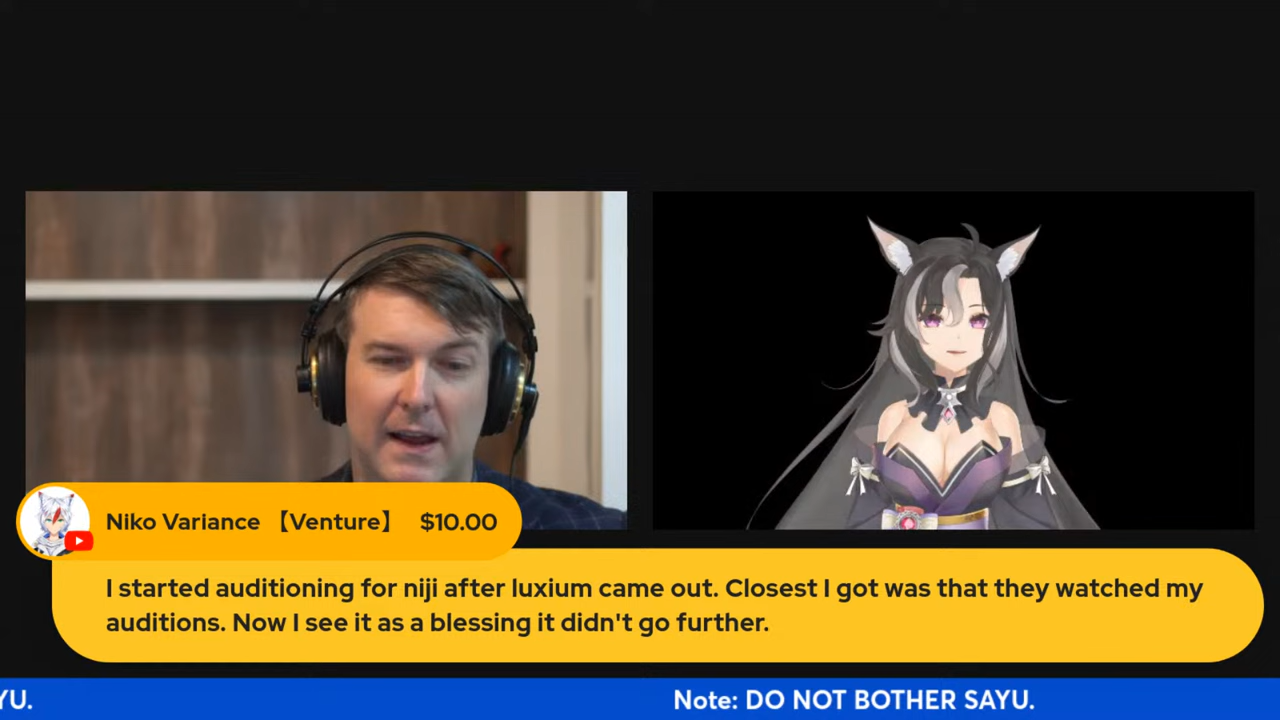 Niko Variance 【Venture】 $10.00
I started auditioning for niji after luxium came out. Closest I got was that they watched my
auditions. Now I see it as a blessing it didn't go further.
YU. Note: DO NOT BOTHER SAYU.